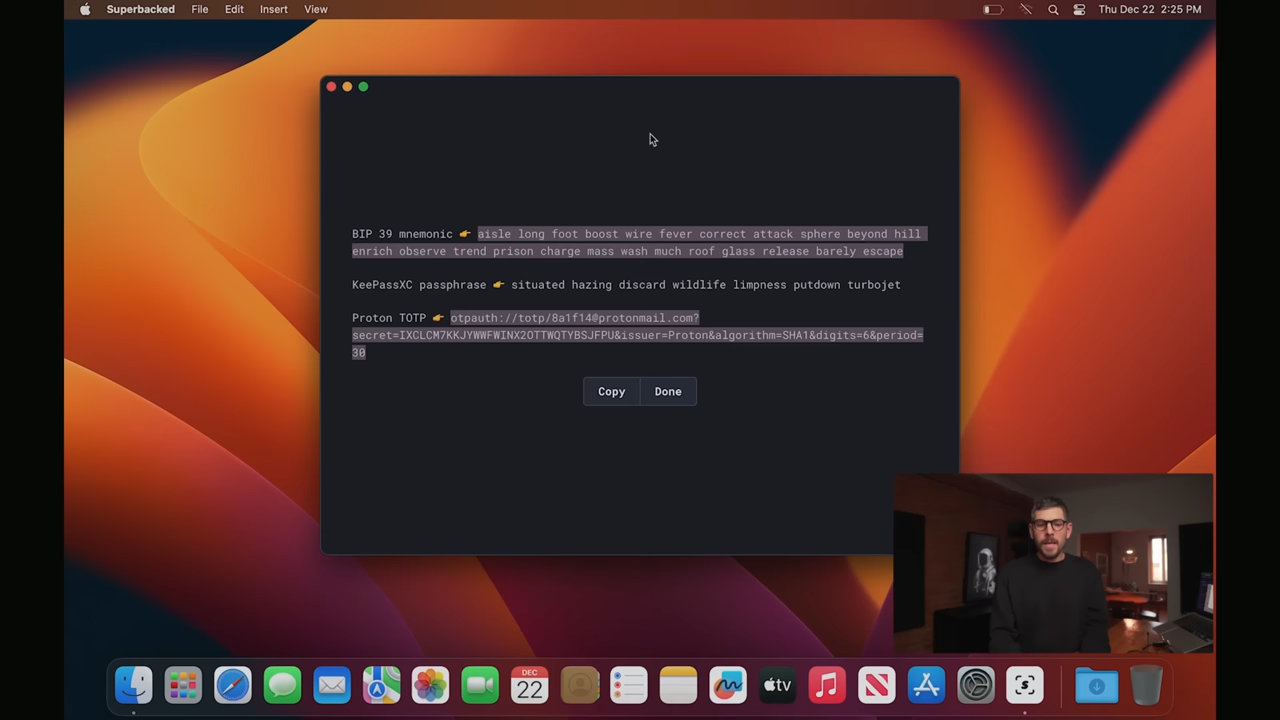 Superbacked File Edit Insert View Thu Dec 22 2:25 PM
BIP 39 mnemonic 👉 aisle long foot boost wire fever correct attack sphere beyond hill
enrich observe trend prison charge mass wash much roof glass release barely escape
KeePassXC passphrase 👉 situated hazing discard wildlife limpness putdown turbojet
Proton TOTP 👉 otpauth://totp/8a1f14@protonmail.com?
secret=IXCLCM7KKJYWWFWINX2OTTWQTYBSJFPU&issuer=Proton&algorithm=SHA1&digits=6&period=
30
Copy Done
DEC
22
tv